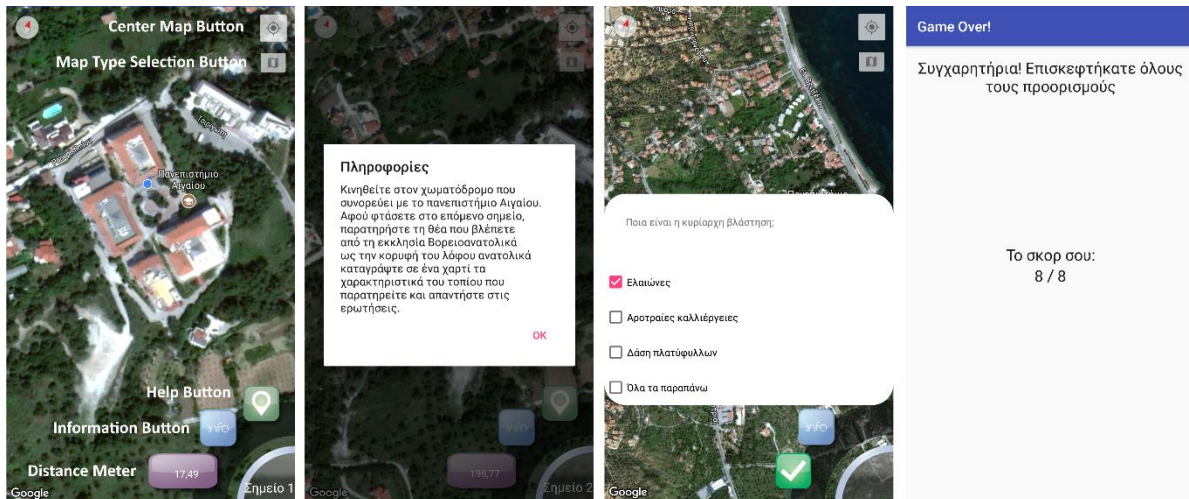 Center Map Button
Map Type Selection Button
Τσιριγώτη
Πανεπιστήμιο
Αιγαίου
Help Button
Information Button
info
Distance Meter
17,49
Σημείο 1
Google
Πληροφορίες
Κινηθείτε στον χωματόδρομο που
συνορεύει με το πανεπιστήμιο Αιγαίου.
Αφού φτάσετε στο επόμενο σημείο,
παρατηρήστε τη θέα που βλέπετε
από τη εκκλησία Βορειοανατολικά
ως την κορυφή του λόφου ανατολικά
καταγράψτε σε ένα χαρτί τα
χαρακτηριστικά του τοπίου που
παρατηρείτε και απαντήστε στις
ερωτήσεις.
OK
info
196,77
Σημείο 2
Google
Πανεπιστήμιο
Ποια είναι η κυρίαρχη βλάστηση;
Ελαιώνες
Αροτραίες καλλιέργειες
Δάση πλατύφυλλων
Όλα τα παραπάνω
info
Google
Game Over!
Συγχαρητήρια! Επισκεφτήκατε όλους
τους προορισμούς
Το σκορ σου:
8 / 8